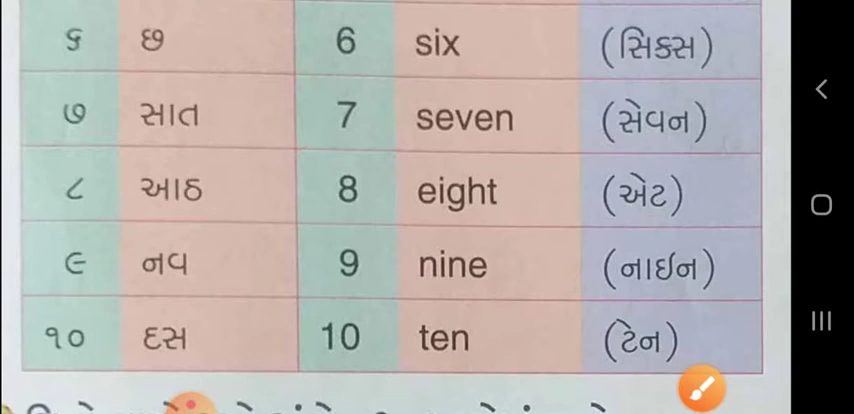 ૬ છ 6 six (સિક્સ)
૭ સાત 7 seven (સેવન)
૮ આઠ 8 eight (એટ)
૯ નવ 9 nine (નાઇન)
૧૦ દસ 10 ten (ટેન)